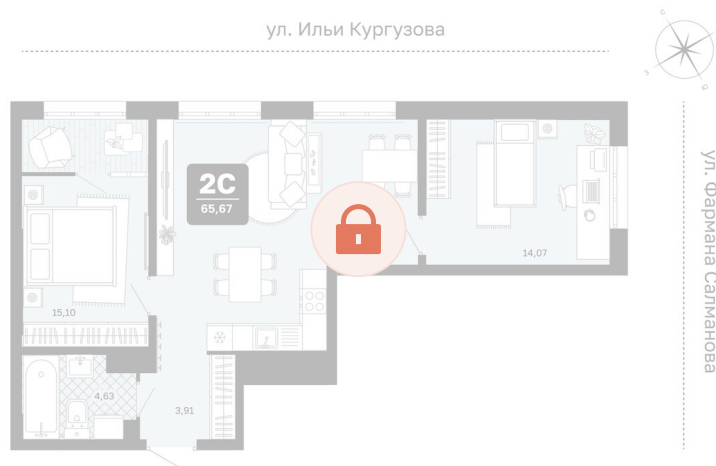 ул. Ильи Кургузова
С
З
Ю
2С
65,67
14,07
15,10
4,63
3,91
ул. Фармана Салманова